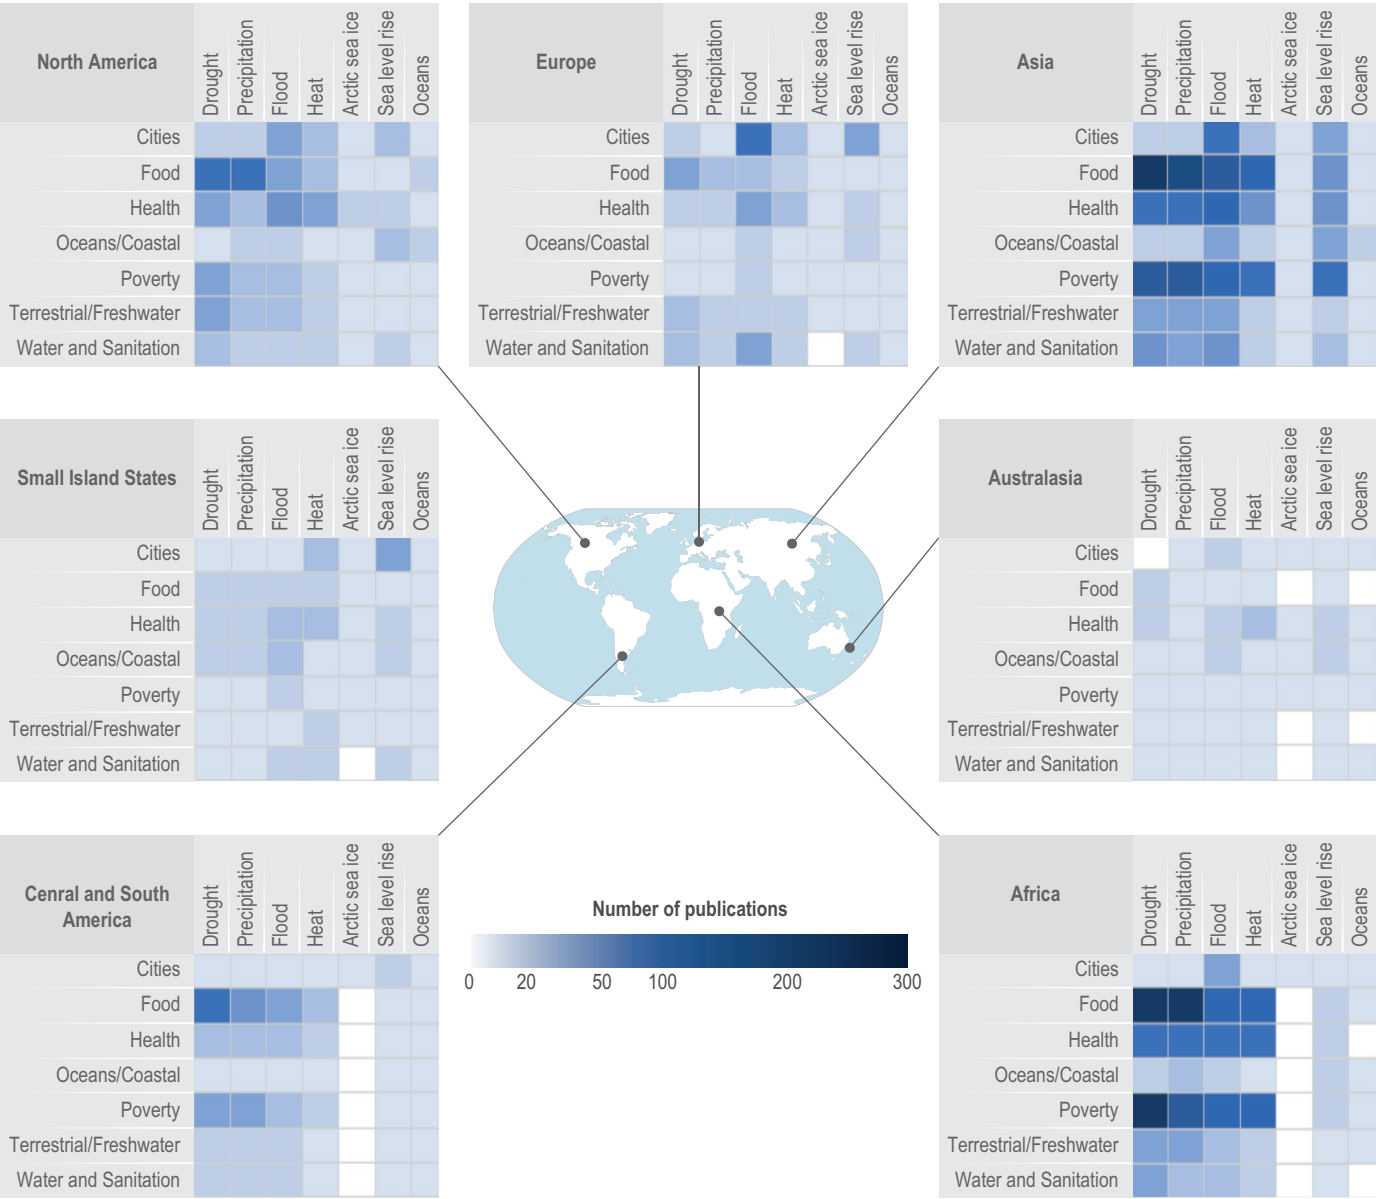 North America
Drought
Precipitation
Flood
Heat
Arctic sea ice
Sea level rise
Oceans
Cities
Food
Health
Oceans/Coastal
Poverty
Terrestrial/Freshwater
Water and Sanitation
Europe
Drought
Precipitation
Flood
Heat
Arctic sea ice
Sea level rise
Oceans
Cities
Food
Health
Oceans/Coastal
Poverty
Terrestrial/Freshwater
Water and Sanitation
Asia
Drought
Precipitation
Flood
Heat
Arctic sea ice
Sea level rise
Oceans
Cities
Food
Health
Oceans/Coastal
Poverty
Terrestrial/Freshwater
Water and Sanitation
Small Island States
Drought
Precipitation
Flood
Heat
Arctic sea ice
Sea level rise
Oceans
Cities
Food
Health
Oceans/Coastal
Poverty
Terrestrial/Freshwater
Water and Sanitation
Australasia
Drought
Precipitation
Flood
Heat
Arctic sea ice
Sea level rise
Oceans
Cities
Food
Health
Oceans/Coastal
Poverty
Terrestrial/Freshwater
Water and Sanitation
Cenral and South
America
Drought
Precipitation
Flood
Heat
Arctic sea ice
Sea level rise
Oceans
Cities
Food
Health
Oceans/Coastal
Poverty
Terrestrial/Freshwater
Water and Sanitation
Number of publications
0 20 50 100 200 300
Africa
Drought
Precipitation
Flood
Heat
Arctic sea ice
Sea level rise
Oceans
Cities
Food
Health
Oceans/Coastal
Poverty
Terrestrial/Freshwater
Water and Sanitation